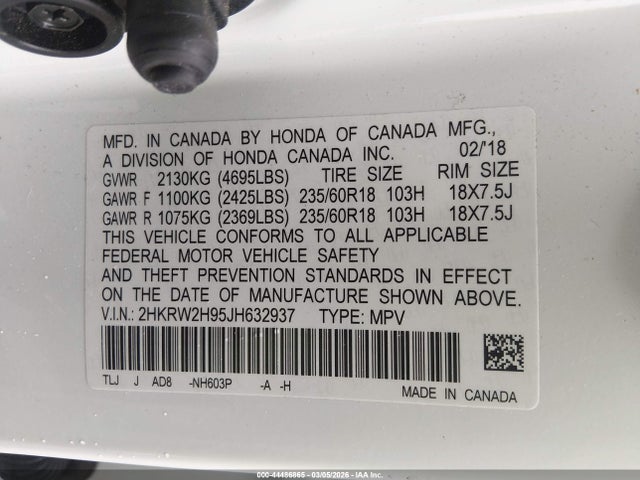 MFD. IN CANADA BY HONDA OF CANADA MFG.,
A DIVISION OF HONDA CANADA INC. 02/'18
GVWR 2130KG (4695LBS) TIRE SIZE RIM SIZE
GAWR F 1100KG (2425LBS) 235/60R18 103H 18X7.5J
GAWR R 1075KG (2369LBS) 235/60R18 103H 18X7.5J
THIS VEHICLE CONFORMS TO ALL APPLICABLE
FEDERAL MOTOR VEHICLE SAFETY
AND THEFT PREVENTION STANDARDS IN EFFECT
ON THE DATE OF MANUFACTURE SHOWN ABOVE.
V.I.N.: 2HKRW2H95JH632937 TYPE: MPV
TLJ J AD8 -NH603P -A -H
MADE IN CANADA
000-44486865 - 03/05/2026 - IAA Inc.